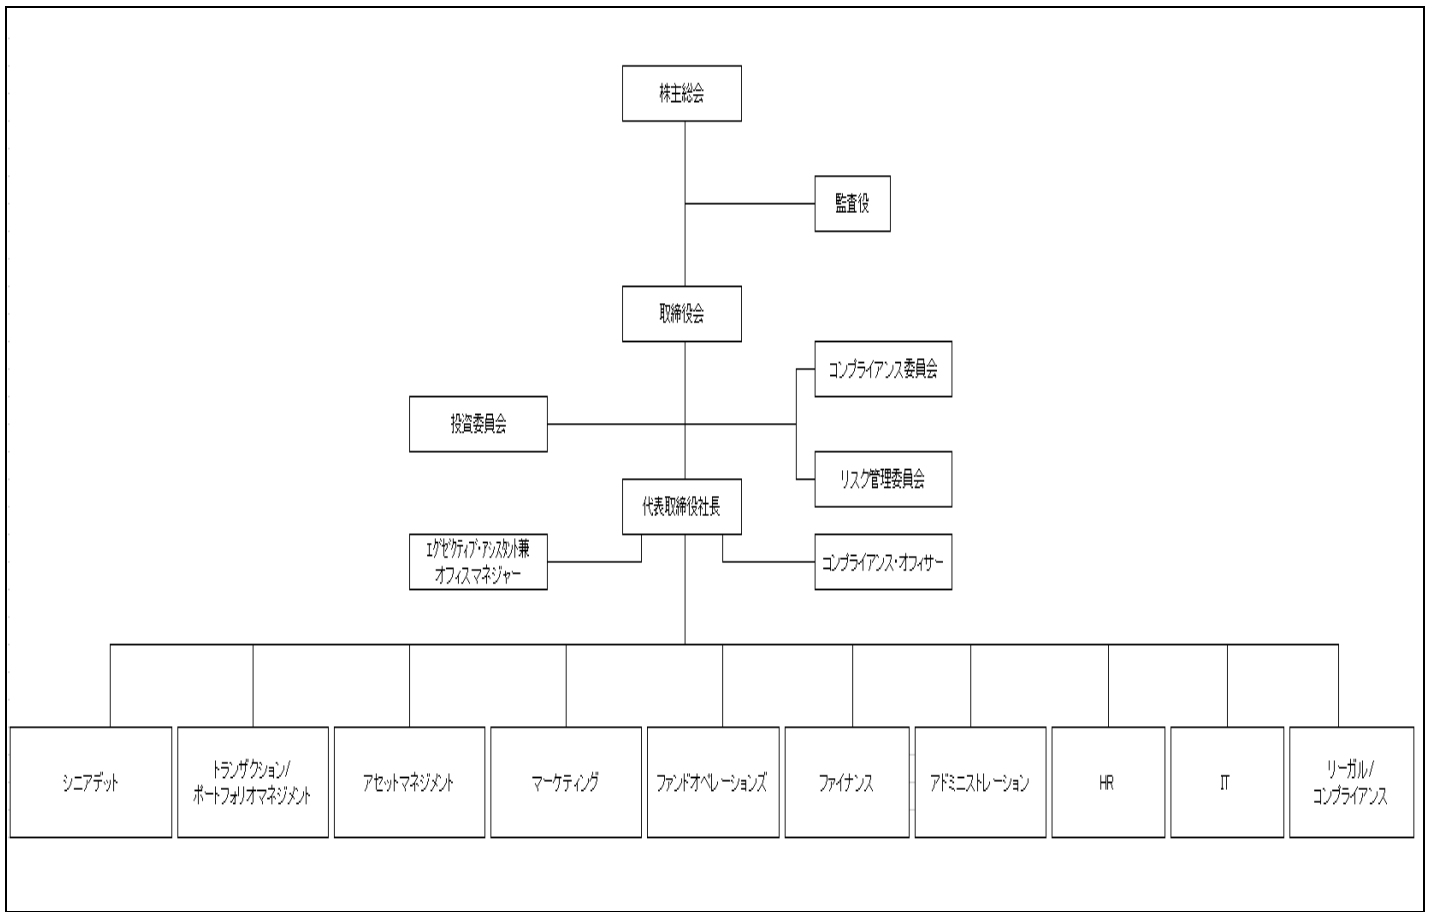 株主総会
監査役
取締役会
コンプライアンス委員会
投資委員会
リスク管理委員会
代表取締役社長
エグゼクティブ・アシスタント兼
オフィスマネジャー
コンプライアンス・オフィサー
シニアデット
トランザクション/
ポートフォリオマネジメント
アセットマネジメント
マーケティング
ファンドオペレーションズ
ファイナンス
アドミニストレーション
HR
IT
リーガル/
コンプライアンス